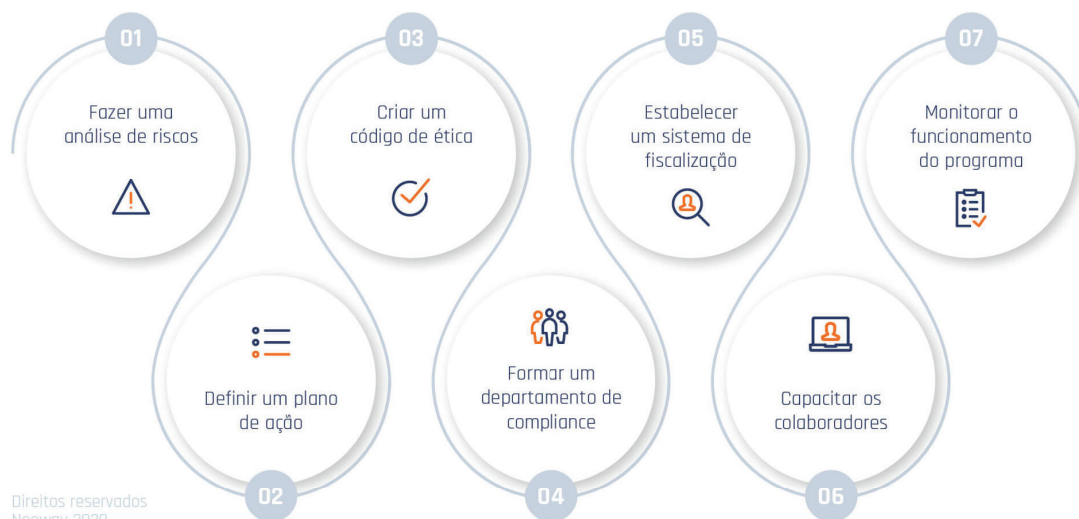 01
Fazer uma
análise de riscos
02
Definir um plano
de ação
03
Criar um
código de ética
04
Formar um
departamento de
compliance
05
Estabelecer
um sistema de
fiscalização
06
Capacitar os
colaboradores
07
Monitorar o
funcionamento
do programa
Direitos reservados
Neoway 2020